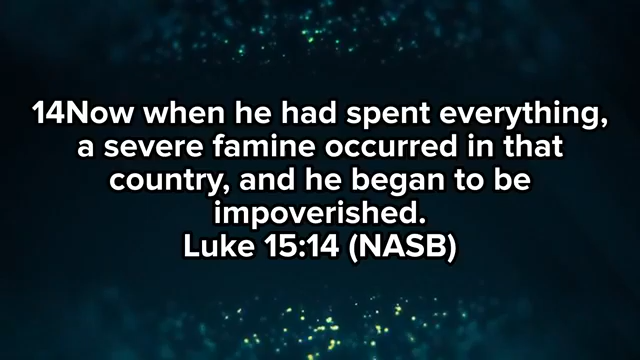 14Now when he had spent everything,
a severe famine occurred in that
country, and he began to be
impoverished.
Luke 15:14 (NASB)